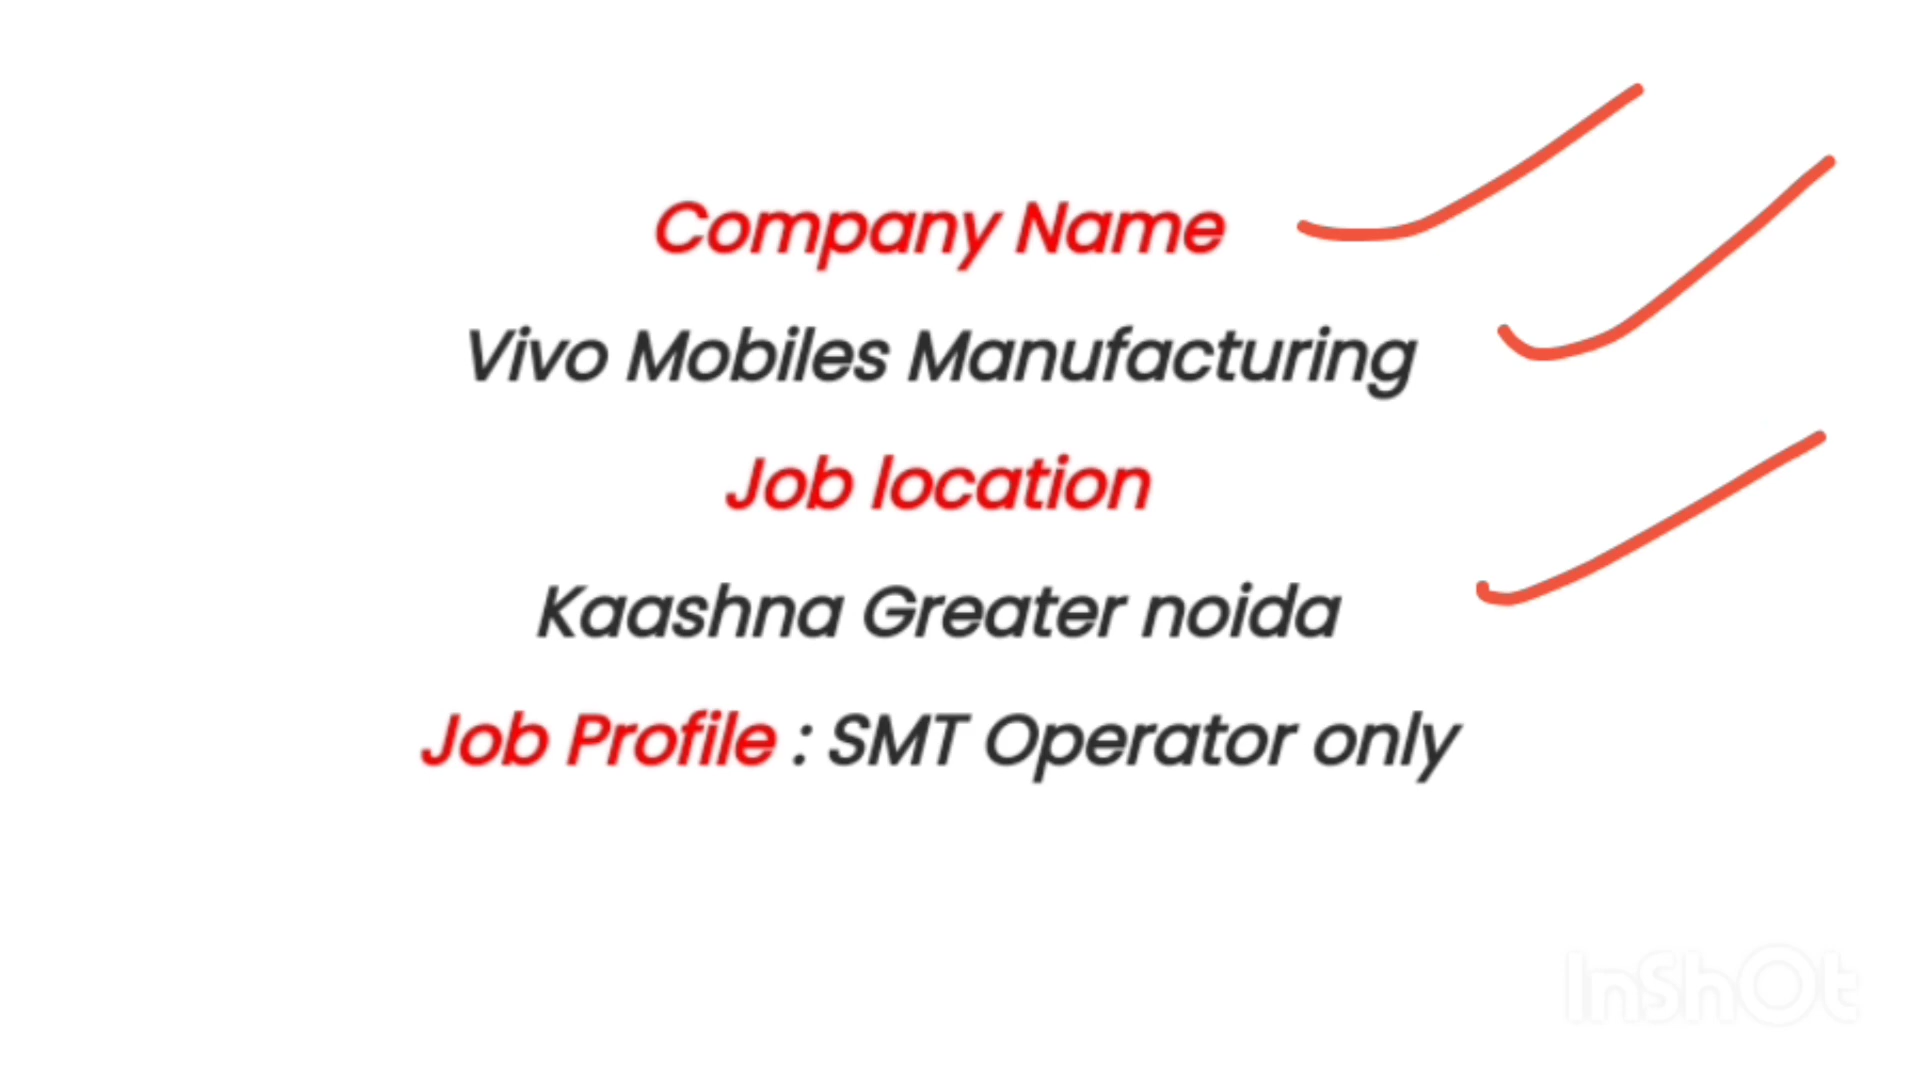 Company Name
Vivo Mobiles Manufacturing
Job location
Kaashna Greater noida
Job Profile : SMT Operator only
InShOt